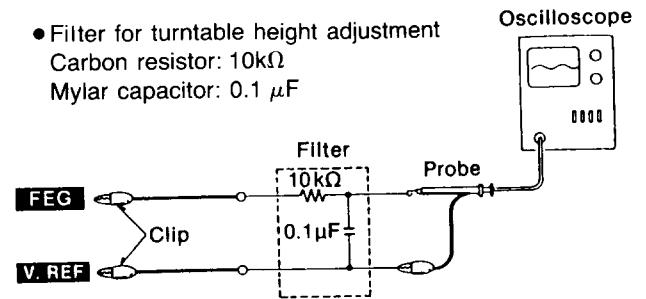 ● Filter for turntable height adjustment
Carbon resistor: 10kΩ
Mylar capacitor: 0.1 μF
Oscilloscope
Filter
10kΩ
Probe
FEG
Clip
0.1μF
V. REF